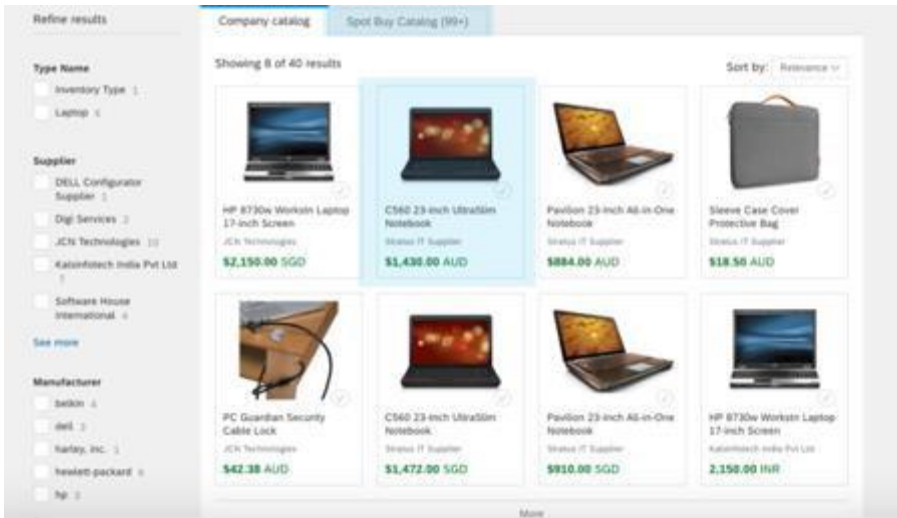 Refine results
Company catalog
Spot Buy Catalog (99+)
Showing 8 of 40 results
Sort by: Relevance
Type Name
Inventory Type 1
Laptop
Supplier
DELL Configurator
Supplier 1
Digi Services
JCN Technologies 10
Katsinfotech India Pvt Ltd
Software House
International 4
See more
Manufacturer
belkin 4
dell
harley, inc.
hewlett-packard
hp
HP 8730w Workstn Laptop
17-inch Screen
JCN Technologies
$2,150.00 SGD
C560 23-inch UltraSlim
Notebook
Stratus IT Supplier
$1,430.00 AUD
Pavilion 23-inch All-in-One
Notebook
Stratus IT Supplier
$884.00 AUD
Sleeve Case Cover
Protective Bag
Stratus IT Supplier
$18.50 AUD
PC Guardian Security
Cable Lock
JCN Technologies
$42.38 AUD
C560 23-inch UltraSlim
Notebook
Stratus IT Supplier
$1,472.00 SGD
Pavilion 23-inch All-in-One
Notebook
Stratus IT Supplier
$910.00 SGD
HP 8730w Workstn Laptop
17-inch Screen
Katsinfotech India Pvt Ltd
2,150.00 INR
More